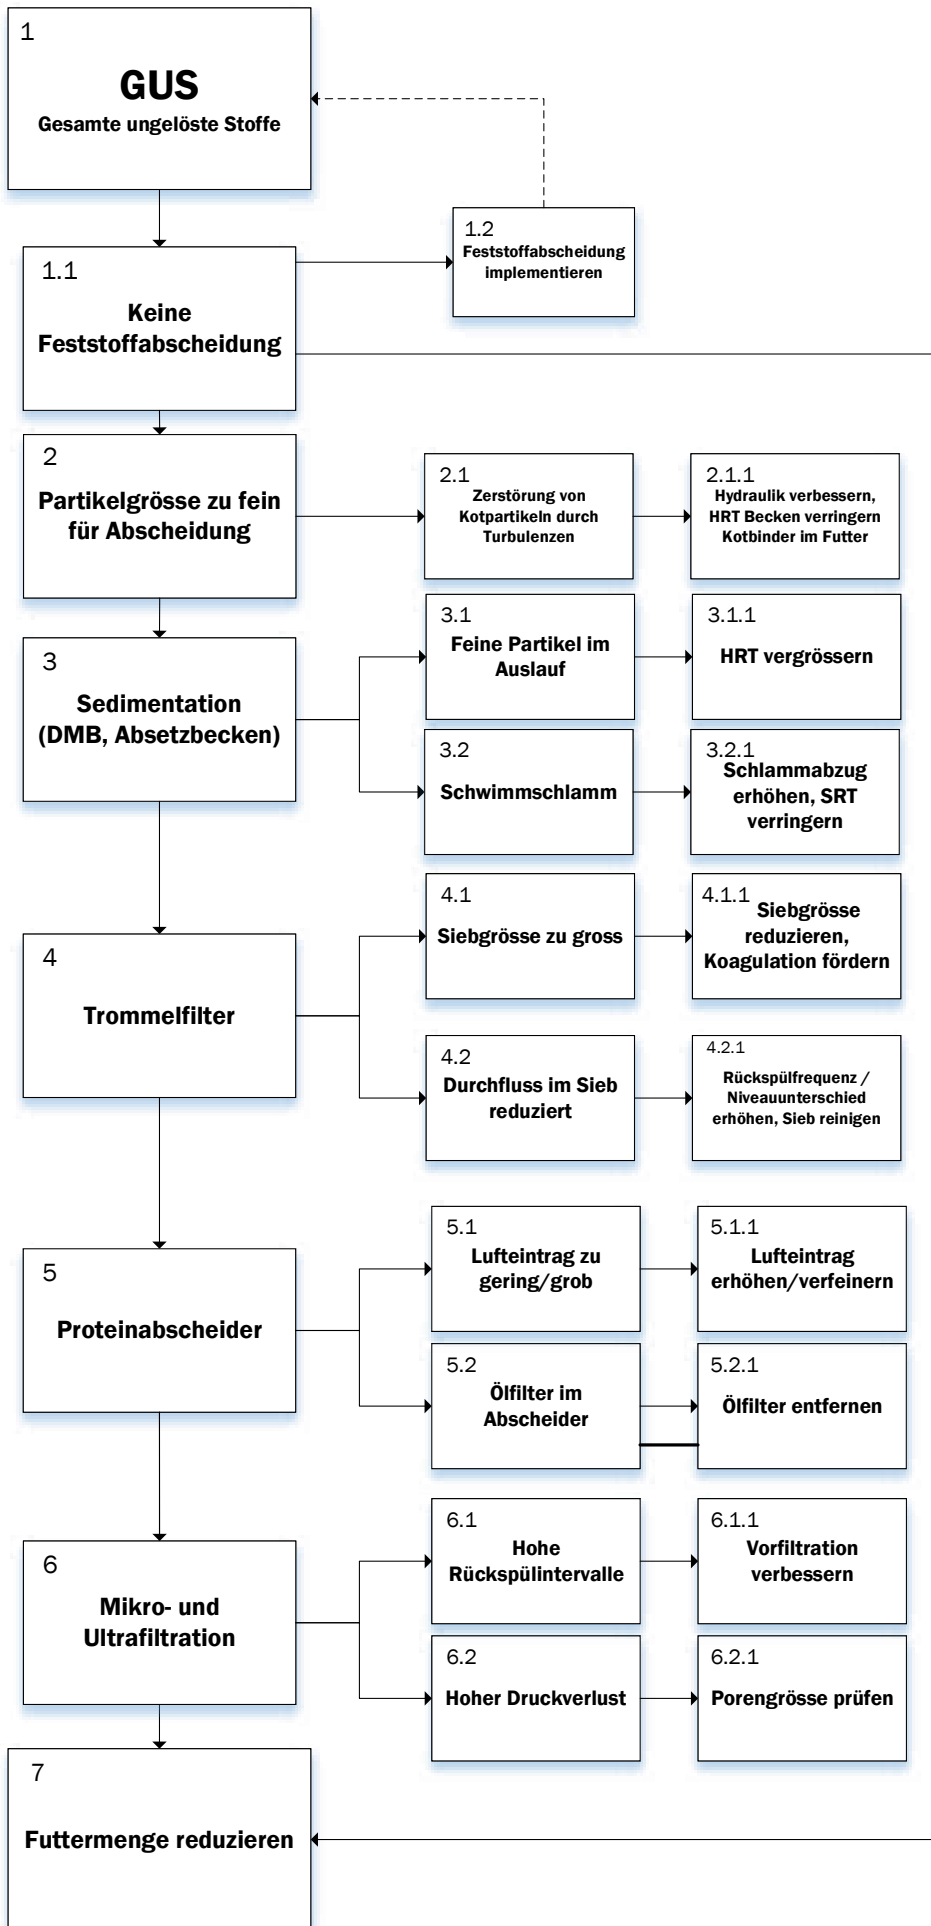 1
GUS
Gesamte ungelöste Stoffe
1.2
Feststoffabscheidung
implementieren
1.1
Keine
Feststoffabscheidung
2
Partikelgrösse zu fein
für Abscheidung
2.1
Zerstörung von
Kotpartikeln durch
Turbulenzen
2.1.1
Hydraulik verbessern,
HRT Becken verringern
Kotbinder im Futter
3
Sedimentation
(DMB, Absetzbecken)
3.1
Feine Partikel im
Auslauf
3.1.1
HRT vergrössern
3.2
Schwimmschlamm
3.2.1
Schlammabzug
erhöhen, SRT
verringern
4
Trommelfilter
4.1
Siebgrösse zu gross
4.1.1
Siebgrösse
reduzieren,
Koagulation fördern
4.2
Durchfluss im Sieb
reduziert
4.2.1
Rückspülfrequenz /
Niveauunterschied
erhöhen, Sieb reinigen
5
Proteinabscheider
5.1
Lufteintrag zu
gering/grob
5.1.1
Lufteintrag
erhöhen/verfeinern
5.2
Ölfilter im
Abscheider
5.2.1
Ölfilter entfernen
6
Mikro- und
Ultrafiltration
6.1
Hohe
Rückspülintervalle
6.1.1
Vorfiltration
verbessern
6.2
Hoher Druckverlust
6.2.1
Porengrösse prüfen
7
Futtermenge reduzieren